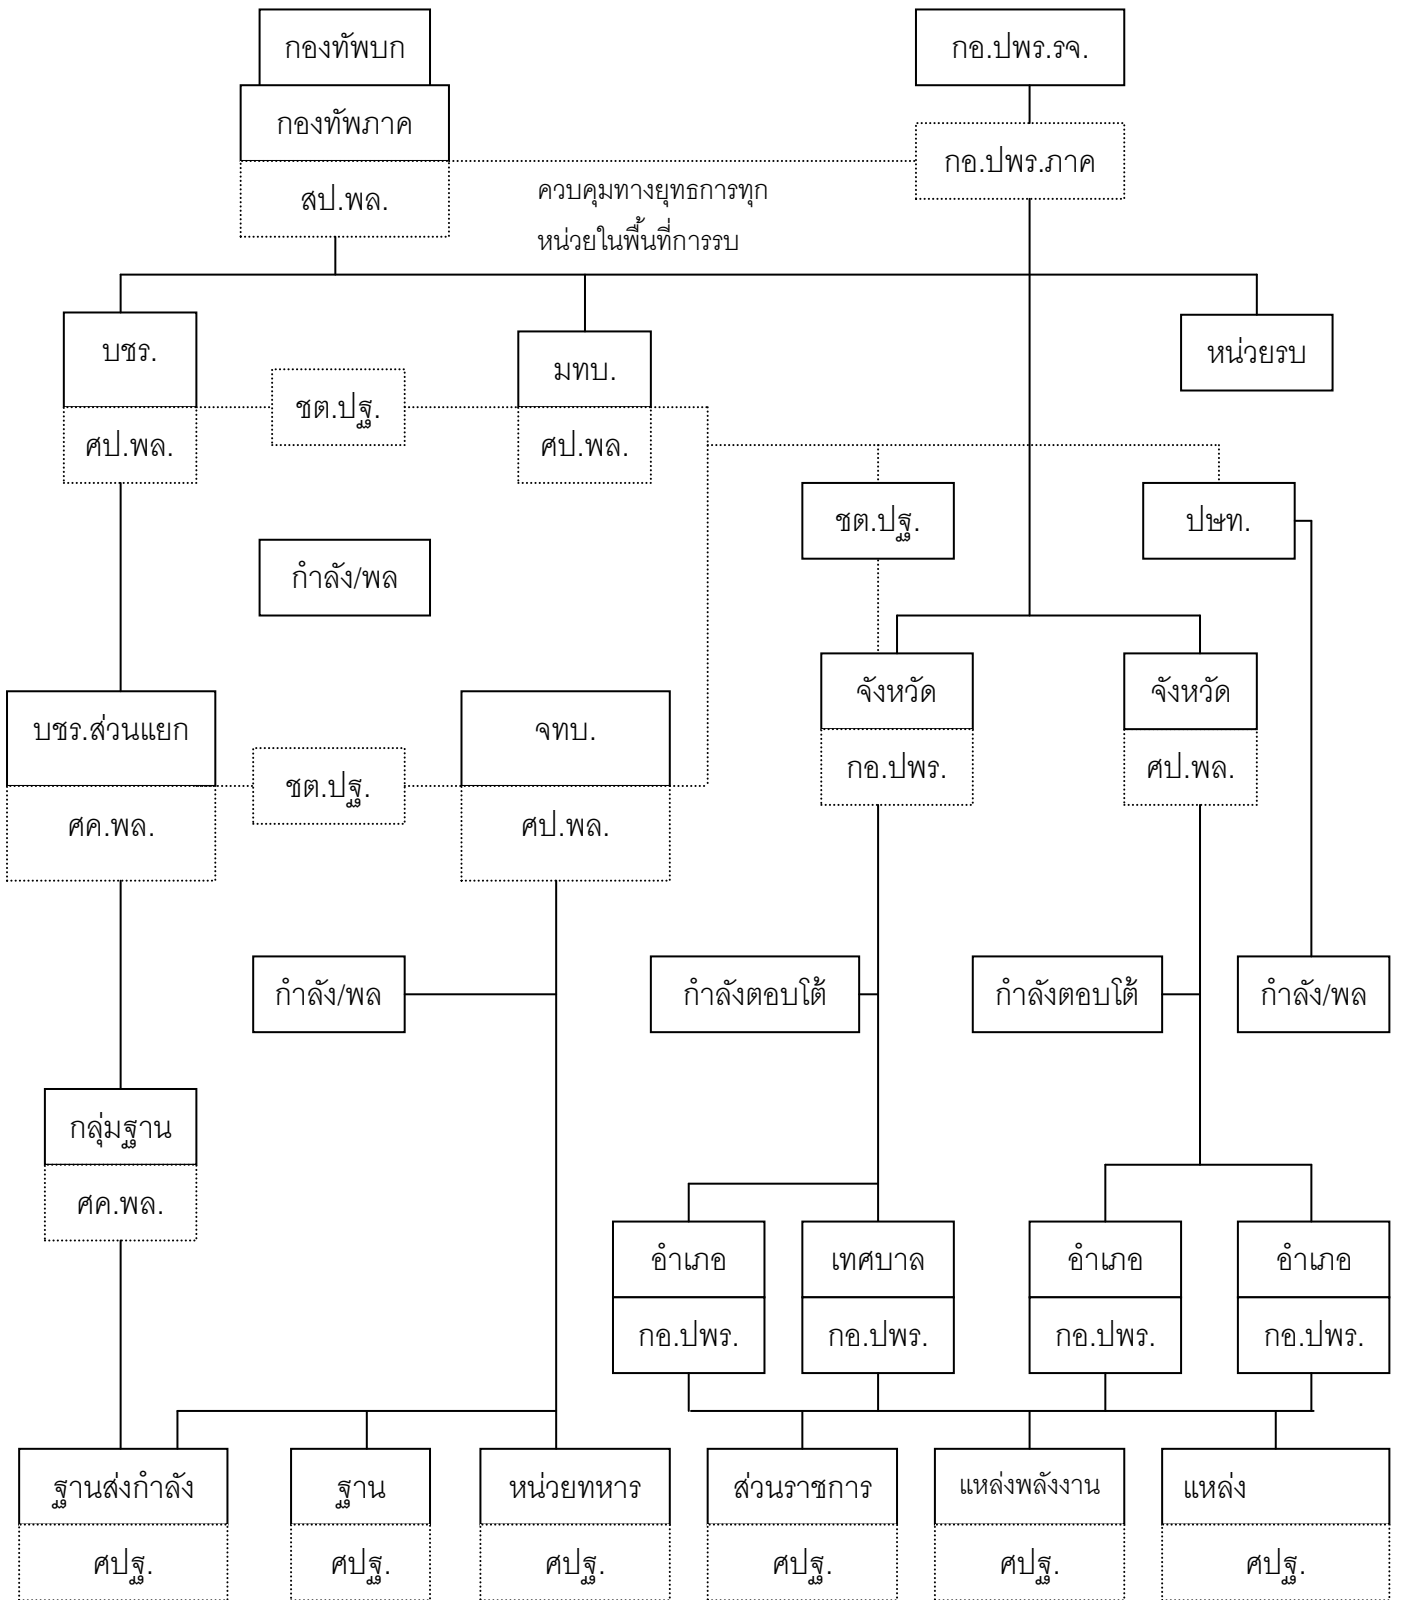 กองทัพบก
กอ.ปพร.รจ.
กองทัพภาค
กอ.ปพร.ภาค
สป.พล.
ควบคุมทางยุทธการทุก
หน่วยในพื้นที่การรบ
บชร.
มทบ.
หน่วยรบ
ชต.ปฐ.
ศป.พล.
ศป.พล.
ชต.ปฐ.
ปษท.
กำลัง/พล
จังหวัด
จังหวัด
บชร.ส่วนแยก
จทบ.
กอ.ปพร.
ศป.พล.
ชต.ปฐ.
ศค.พล.
ศป.พล.
กำลัง/พล
กำลังตอบโต้
กำลังตอบโต้
กำลัง/พล
กลุ่มฐาน
ศค.พล.
อำเภอ
เทศบาล
อำเภอ
อำเภอ
กอ.ปพร.
กอ.ปพร.
กอ.ปพร.
กอ.ปพร.
ฐานส่งกำลัง
ฐาน
หน่วยทหาร
ส่วนราชการ
แหล่งพลังงาน
แหล่ง
ศปฐ.
ศปฐ.
ศปฐ.
ศปฐ.
ศปฐ.
ศปฐ.